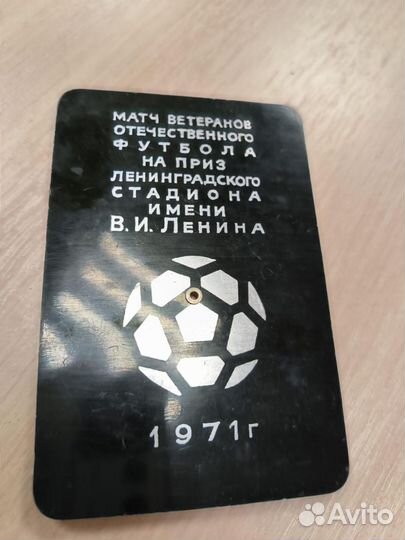 МАТЧ ВЕТЕРАНОВ
ОТЕЧЕСТВЕННОГО
ФУТБОЛА
НА ПРИЗ
ЛЕНИНГРАДСКОГО
СТАДИОНА
ИМЕНИ
В.И. ЛЕНИНА
1971г
Avito